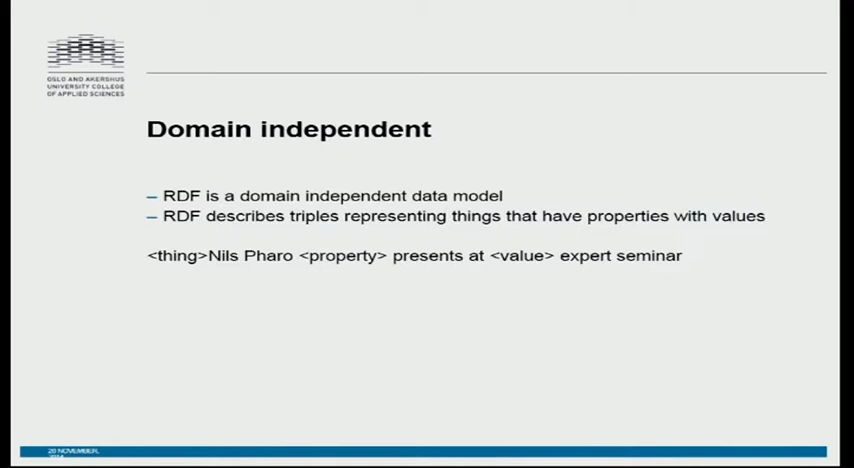 OSLO AND AKERSHUS
UNIVERSITY COLLEGE
OF APPLIED SCIENCES
Domain independent
– RDF is a domain independent data model
– RDF describes triples representing things that have properties with values
<thing>Nils Pharo <property> presents at <value> expert seminar
20 NOVEMBER,